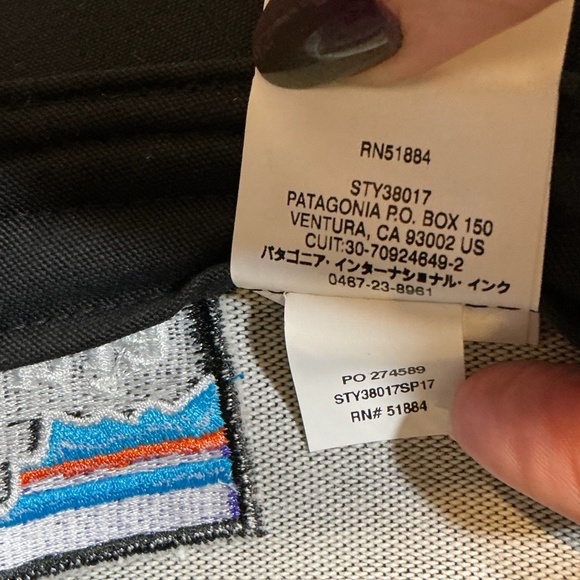 RN51884
STY38017
PATAGONIA P.O. BOX 150
VENTURA, CA 93002 US
CUIT:30-70924649-2
パタゴニア・インターナショナル・インク
0467-23-8961
PO 274589
STY38017SP17
RN# 51884